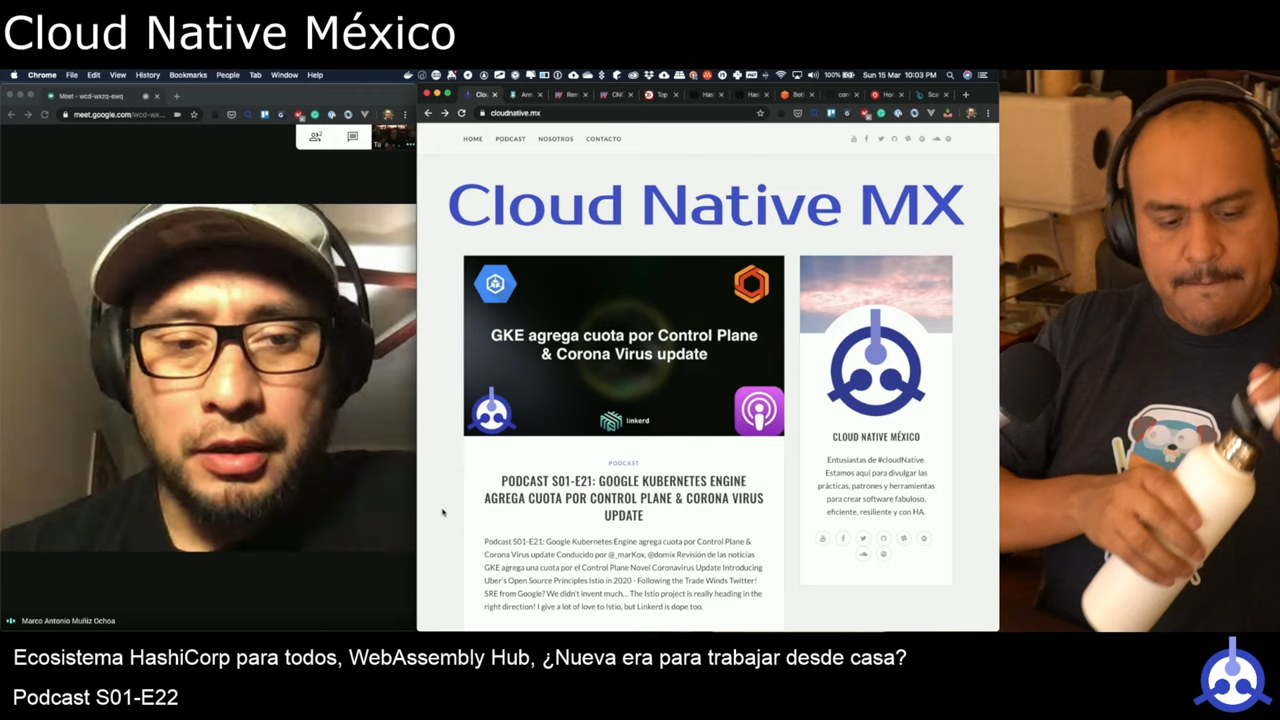 Cloud Native México
Chrome File Edit View History Bookmarks People Tab Window Help
100%
Sun 15 Mar 10:03 PM
Meet - wcd-wxzq-ewq
meet.google.com/wcd-wx...
cloudnative.mx
HOME PODCAST NOSOTROS CONTACTO
Cloud Native MX
GKE agrega cuota por Control Plane
& Corona Virus update
linkerd
PODCAST
PODCAST S01-E21: GOOGLE KUBERNETES ENGINE
AGREGA CUOTA POR CONTROL PLANE & CORONA VIRUS
UPDATE
Podcast S01-E21: Google Kubernetes Engine agrega cuota por Control Plane &
Corona Virus update Conducido por @_marKox, @domix Revisión de las noticias
GKE agrega una cuota por el Control Plane Novel Coronavirus Update Introducing
Uber's Open Source Principles Istio in 2020 - Following the Trade Winds Twitter!
SRE from Google? We didn't invent much... The Istio project is really heading in the
right direction! I give a lot of love to Istio, but Linkerd is dope too.
CLOUD NATIVE MÉXICO
Entusiastas de #cloudNative.
Estamos aquí para divulgar las
prácticas, patrones y herramientas
para crear software fabuloso,
eficiente, resiliente y con HA.
Marco Antonio Muñiz Ochoa
Ecosistema HashiCorp para todos, WebAssembly Hub, ¿Nueva era para trabajar desde casa?
Podcast S01-E22